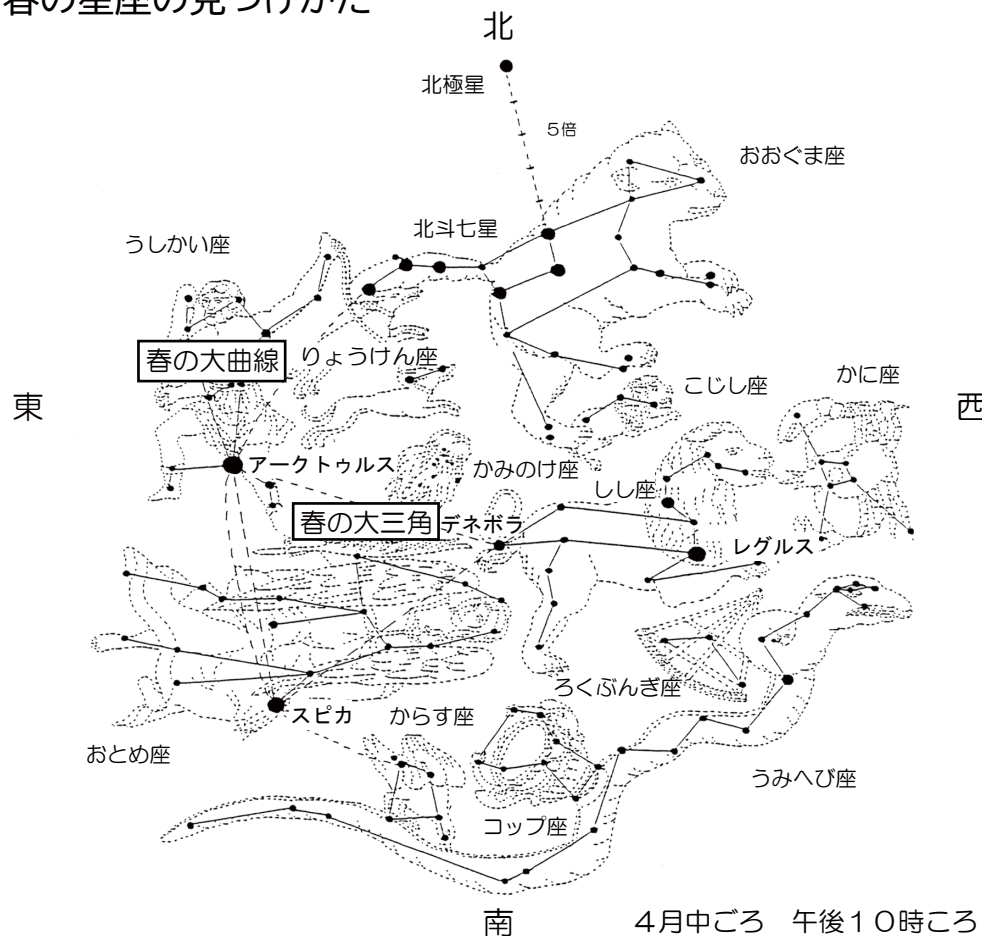 春の星座の見つけかた
北
北極星
5倍
おおぐま座
北斗七星
うしかい座
春の大曲線
りょうけん座
こじし座
かに座
東
西
アークトゥルス
かみのけ座
しし座
春の大三角
デネボラ
レグルス
ろくぶんぎ座
スピカ
からす座
おとめ座
うみへび座
コップ座
南
4月中ごろ 午後10時ころ